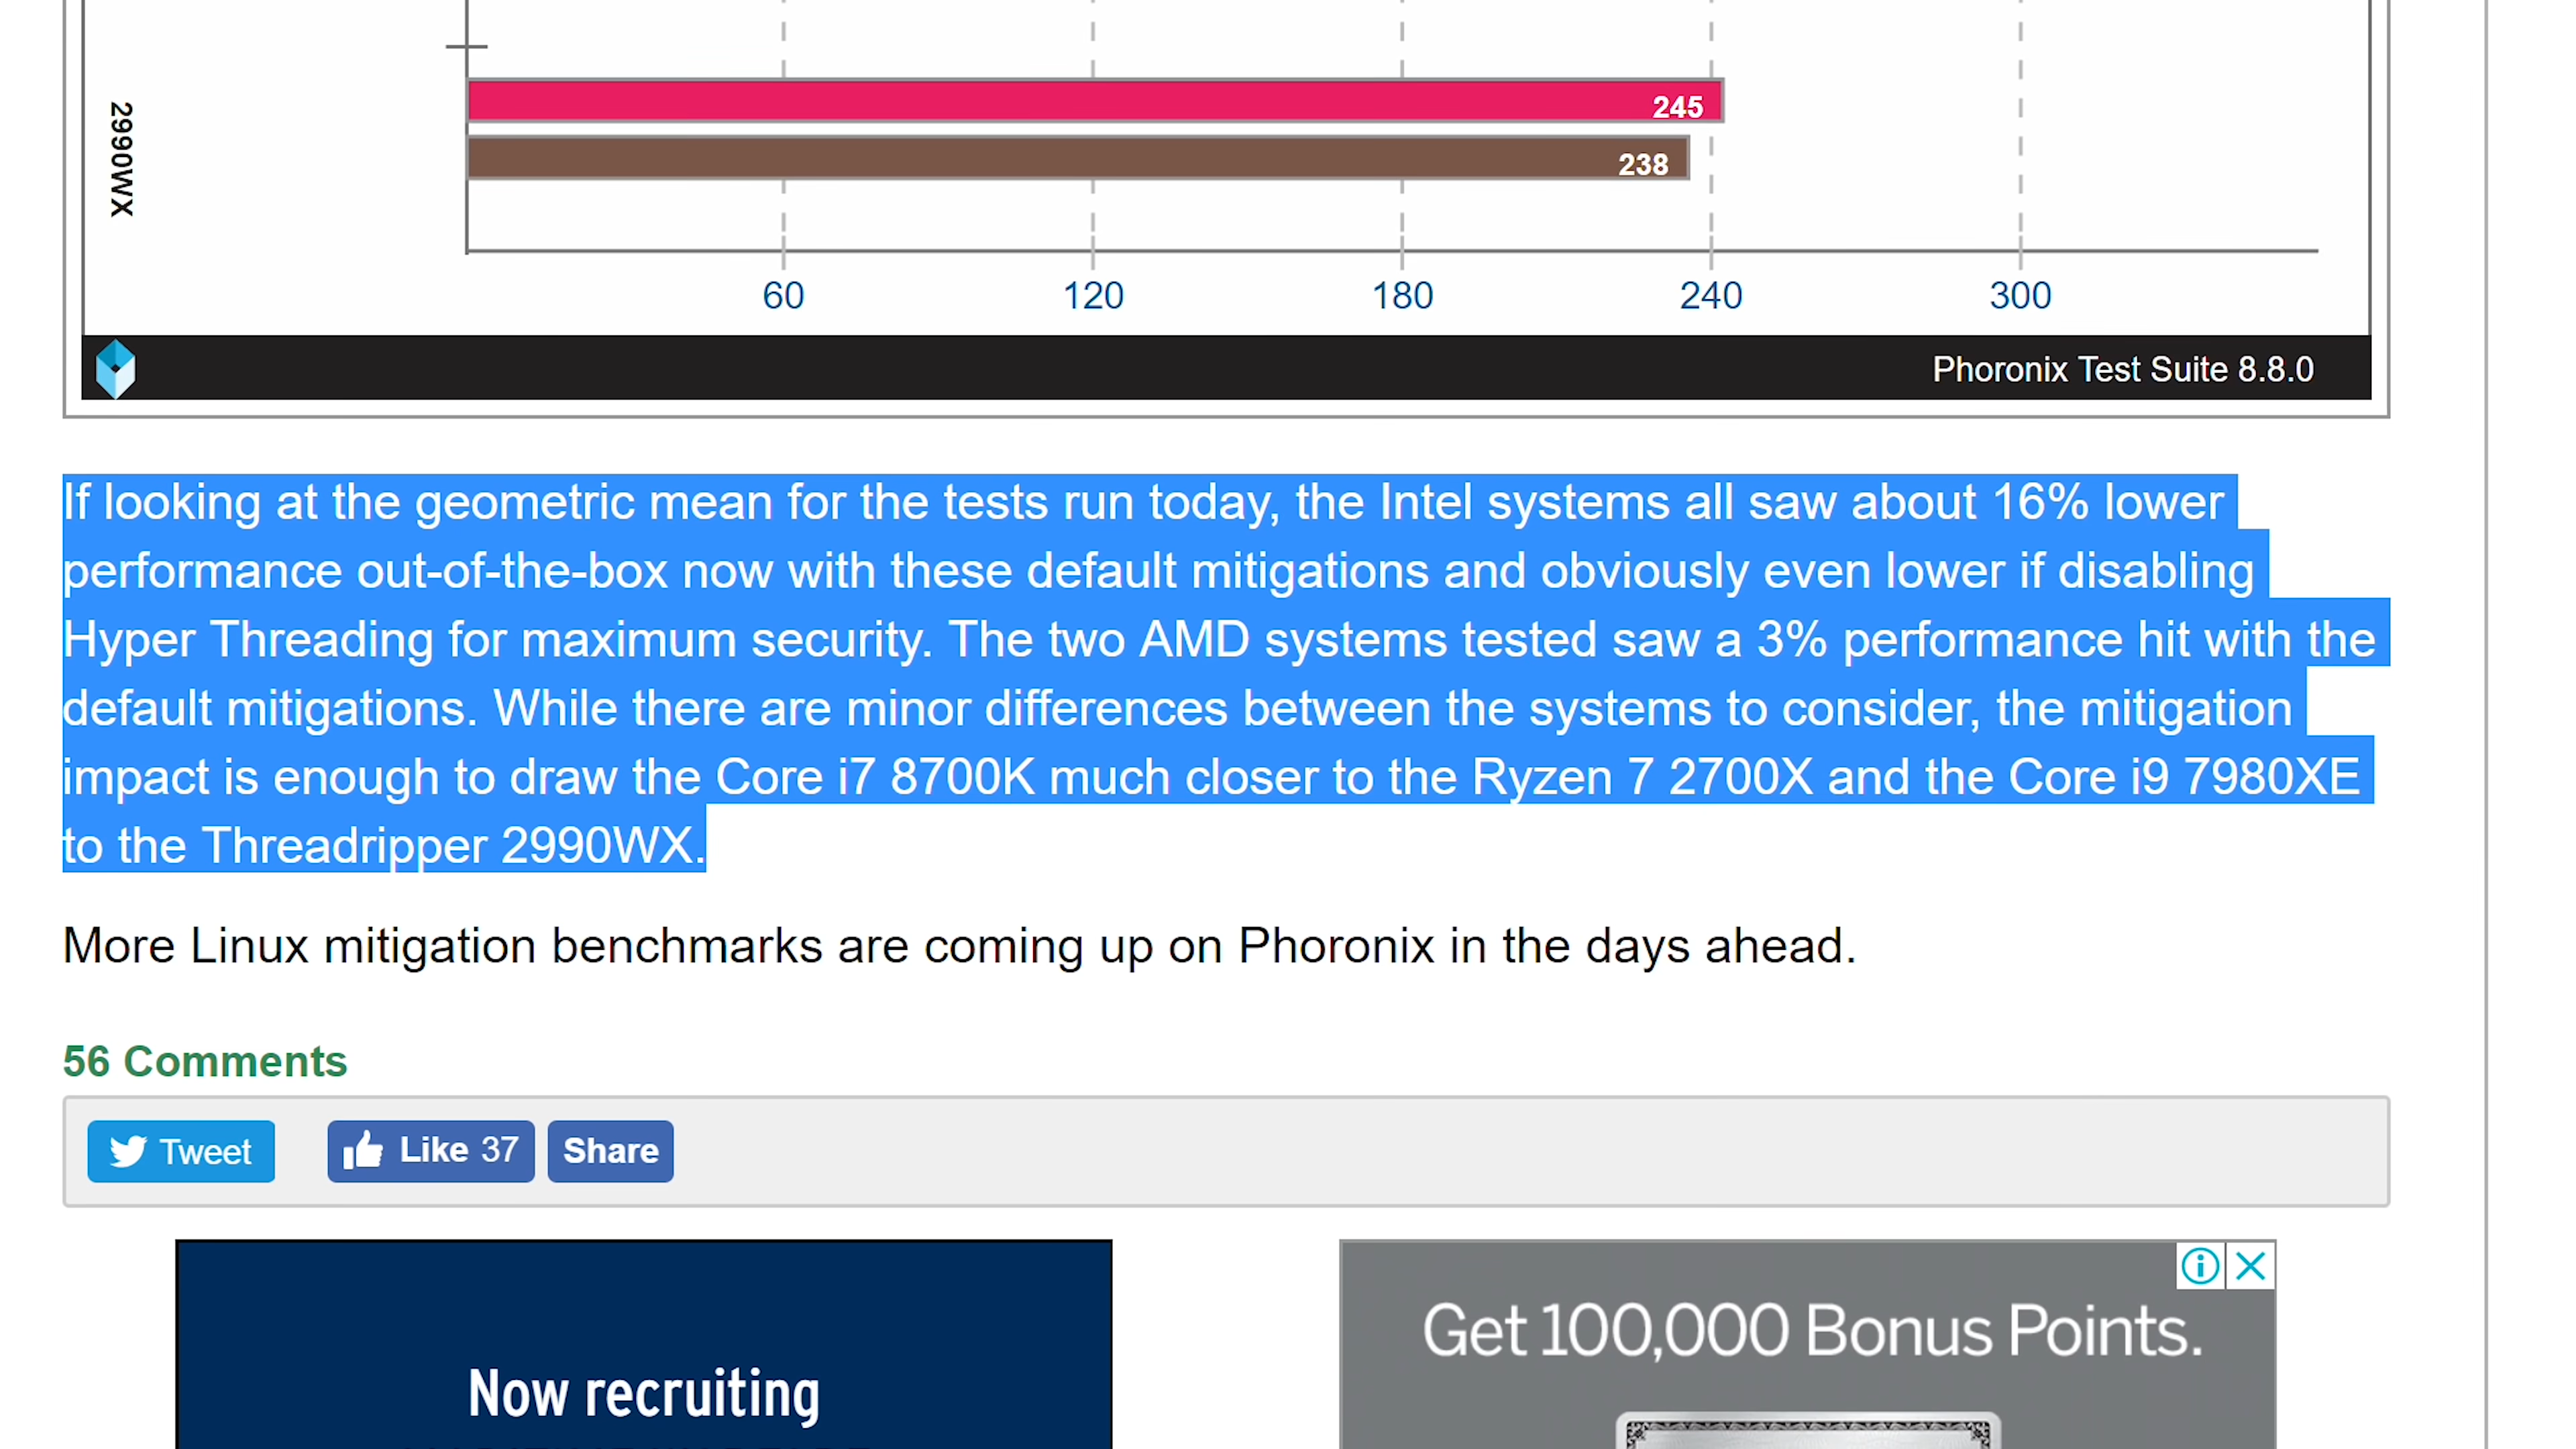 2990WX
245
238
60 120 180 240 300
Phoronix Test Suite 8.8.0
If looking at the geometric mean for the tests run today, the Intel systems all saw about 16% lower
performance out-of-the-box now with these default mitigations and obviously even lower if disabling
Hyper Threading for maximum security. The two AMD systems tested saw a 3% performance hit with the
default mitigations. While there are minor differences between the systems to consider, the mitigation
impact is enough to draw the Core i7 8700K much closer to the Ryzen 7 2700X and the Core i9 7980XE
to the Threadripper 2990WX.
More Linux mitigation benchmarks are coming up on Phoronix in the days ahead.
56 Comments
Tweet Like 37 Share
Now recruiting
Get 100,000 Bonus Points.